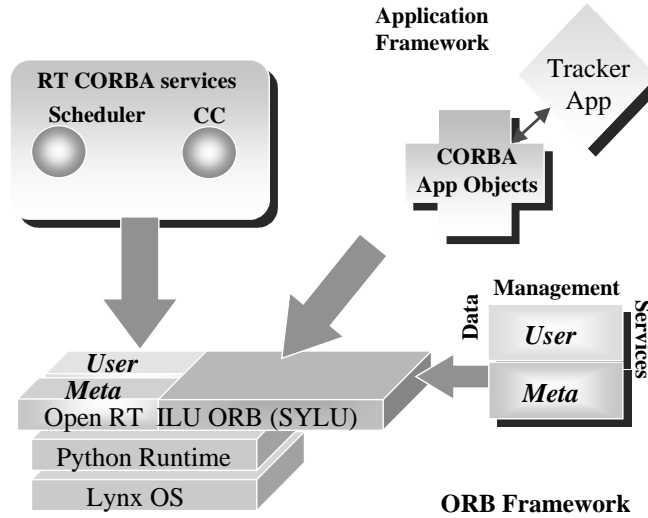 Application
Framework
Tracker
App
RT CORBA services
Scheduler CC
CORBA
App Objects
Management
Data
Services
User
Meta
User
Meta
Open RT ILU ORB (SYLU)
Python Runtime
Lynx OS
ORB Framework